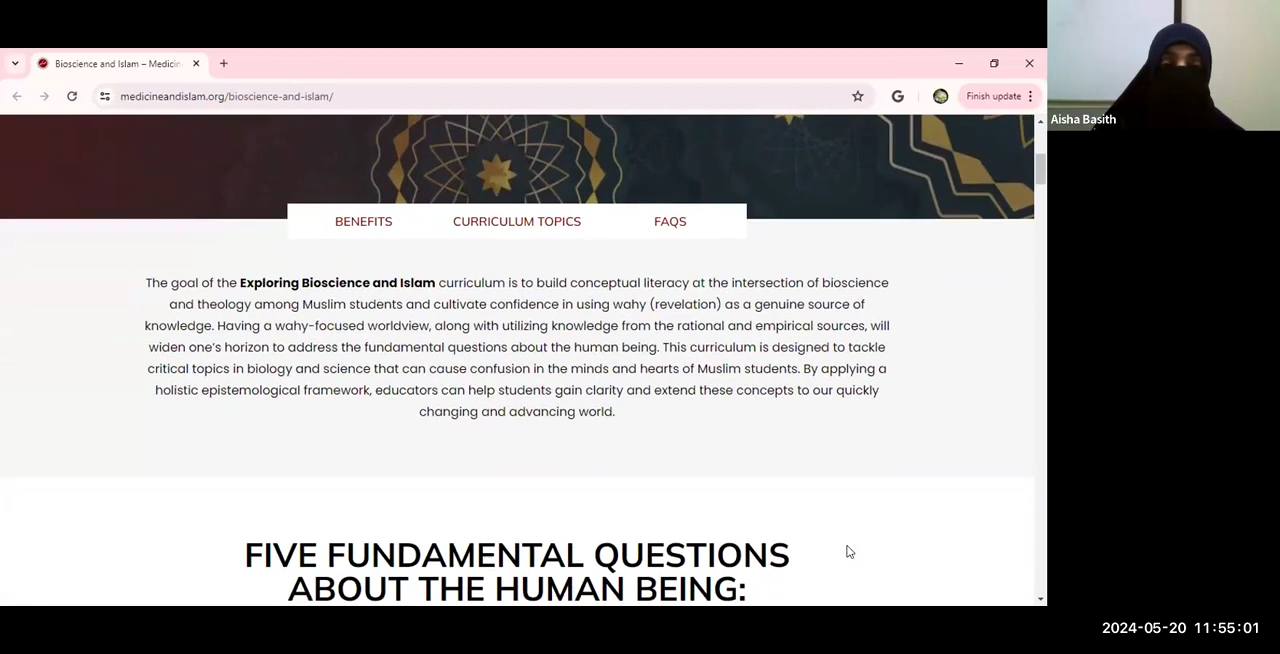 Bioscience and Islam – Medicin
medicineandislam.org/bioscience-and-islam/
Finish update
Aisha Basith
BENEFITS
CURRICULUM TOPICS
FAQS
The goal of the Exploring Bioscience and Islam curriculum is to build conceptual literacy at the intersection of bioscience
and theology among Muslim students and cultivate confidence in using wahy (revelation) as a genuine source of
knowledge. Having a wahy-focused worldview, along with utilizing knowledge from the rational and empirical sources, will
widen one's horizon to address the fundamental questions about the human being. This curriculum is designed to tackle
critical topics in biology and science that can cause confusion in the minds and hearts of Muslim students. By applying a
holistic epistemological framework, educators can help students gain clarity and extend these concepts to our quickly
changing and advancing world.
FIVE FUNDAMENTAL QUESTIONS
ABOUT THE HUMAN BEING:
2024-05-20 11:55:01